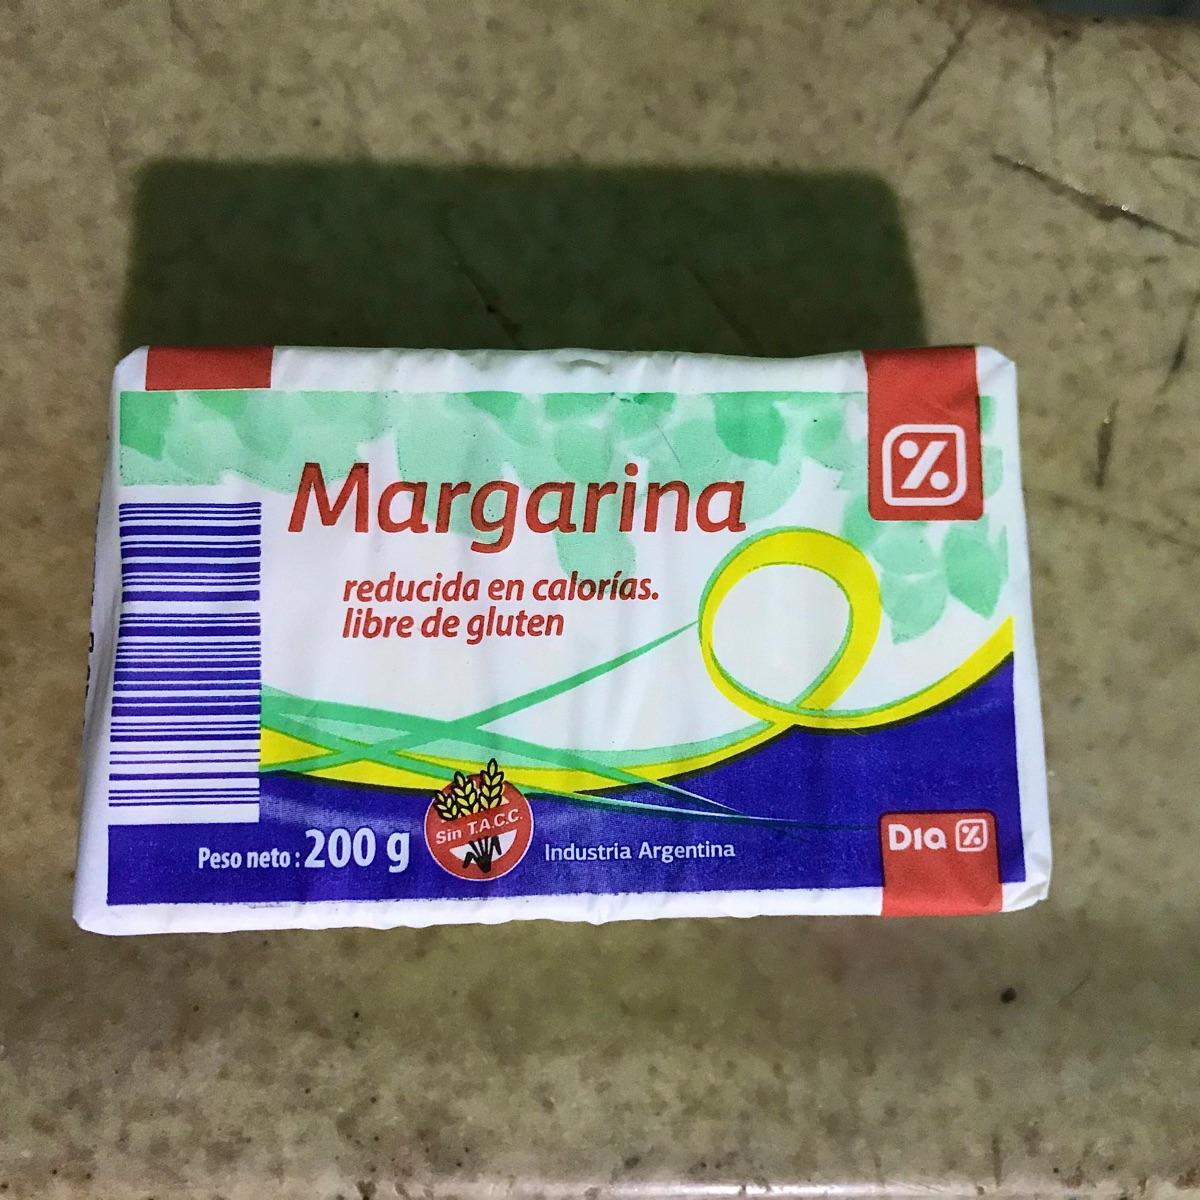 Margarina
reducida en calorías.
libre de gluten
%
Peso neto: 200 g
Sin T.A.C.C.
Industria Argentina
DIa %